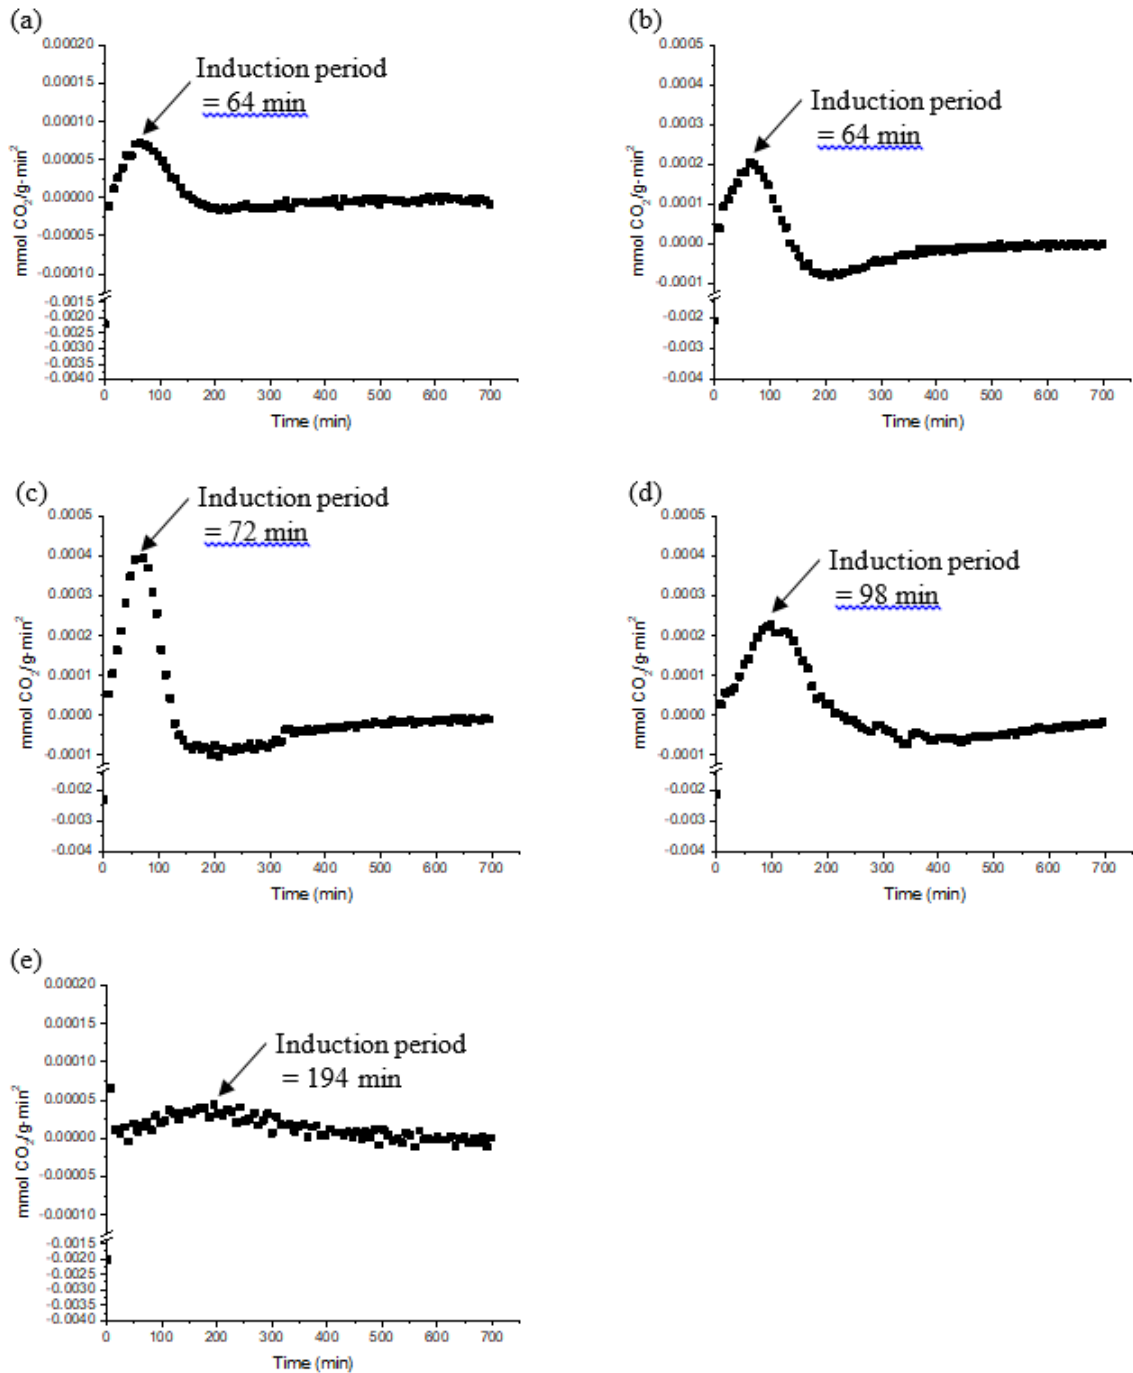 (a)
Induction period
= 64 min
mmol CO₂/g·min²
0.00020
0.00015
0.00010
0.00005
0.00000
-0.00005
-0.00010
-0.0015
-0.0020
-0.0025
-0.0030
-0.0035
-0.0040
0 100 200 300 400 500 600 700
Time (min)
(b)
Induction period
= 64 min
mmol CO₂/g·min²
0.0005
0.0004
0.0003
0.0002
0.0001
0.0000
-0.0001
-0.002
-0.003
-0.004
0 100 200 300 400 500 600 700
Time (min)
(c)
Induction period
= 72 min
mmol CO₂/g·min²
0.0005
0.0004
0.0003
0.0002
0.0001
0.0000
-0.0001
-0.002
-0.003
-0.004
0 100 200 300 400 500 600 700
Time (min)
(d)
Induction period
= 98 min
mmol CO₂/g·min²
0.0005
0.0004
0.0003
0.0002
0.0001
0.0000
-0.0001
-0.002
-0.003
-0.004
0 100 200 300 400 500 600 700
Time (min)
(e)
Induction period
= 194 min
mmol CO₂/g·min²
0.00020
0.00015
0.00010
0.00005
0.00000
-0.00005
-0.00010
-0.0015
-0.0020
-0.0025
-0.0030
-0.0035
-0.0040
0 100 200 300 400 500 600 700
Time (min)